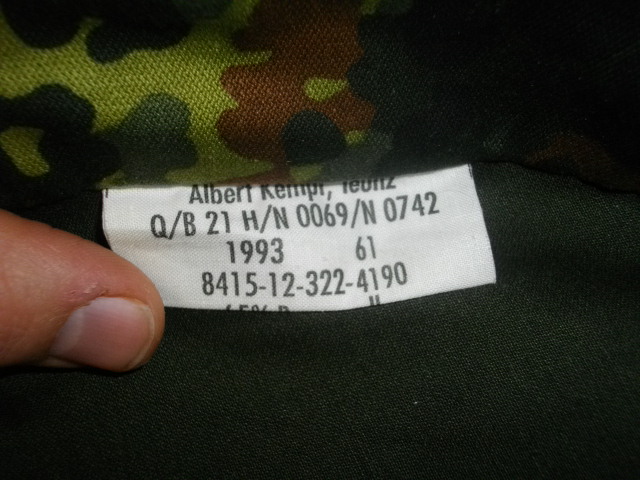 Albert Kempf,
Q/B 21 H/N 0069/N 0742
1993 61
8415-12-322-4190